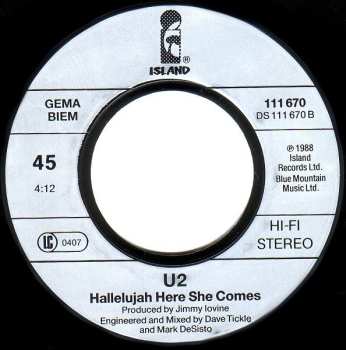 ISLAND ®
GEMA
BIEM
111 670
DS 111 670 B
45
4:12
℗ 1988
Island
Records Ltd.
Blue Mountain
Music Ltd.
LC 0407
HI-FI
STEREO
U2
Hallelujah Here She Comes
Produced by Jimmy Iovine
Engineered and Mixed by Dave Tickle
and Mark DeSisto